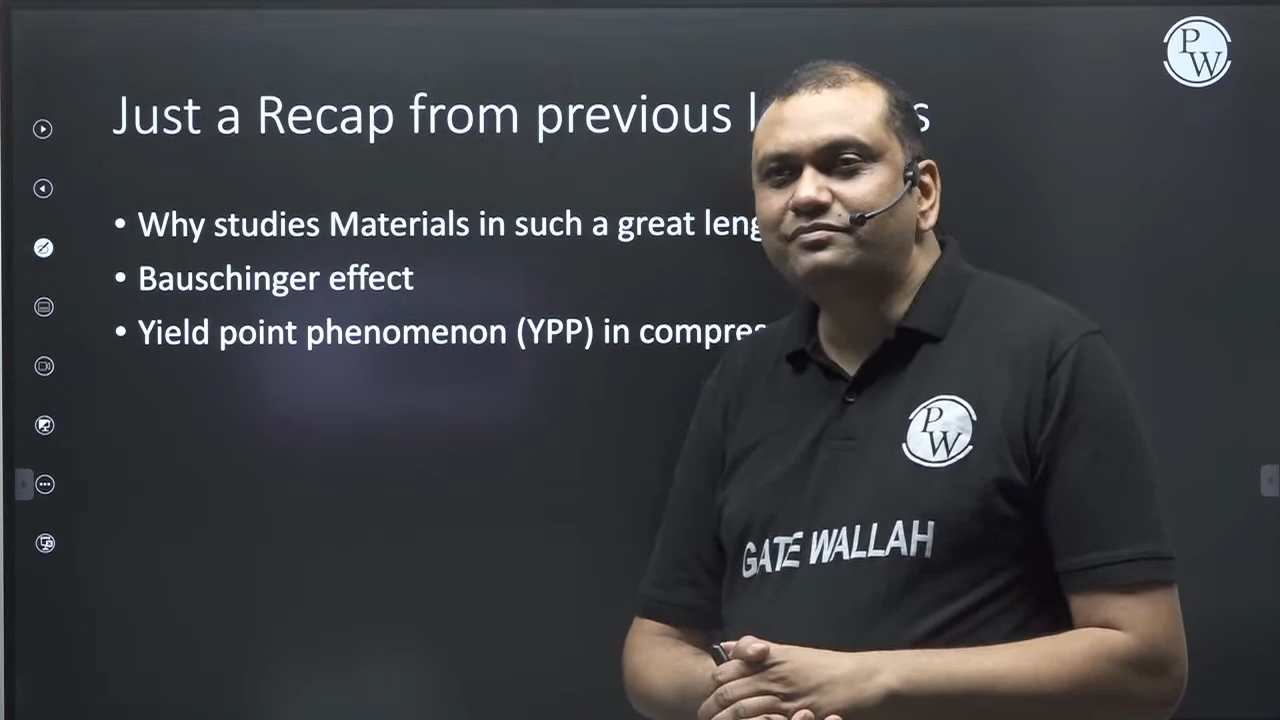 PW
Just a Recap from previous
• Why studies Materials in such a great
• Bauschinger effect
• Yield point phenomenon (YPP) in
PW
GATE WALLAH